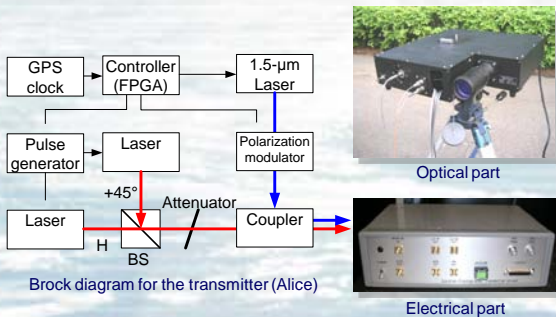 GPS
clock
Controller
(FPGA)
1.5-µm
Laser
Pulse
generator
Laser
Polarization
modulator
+45°
Attenuator
Laser
H
BS
Coupler
Brock diagram for the transmitter (Alice)
Optical part
Electrical part